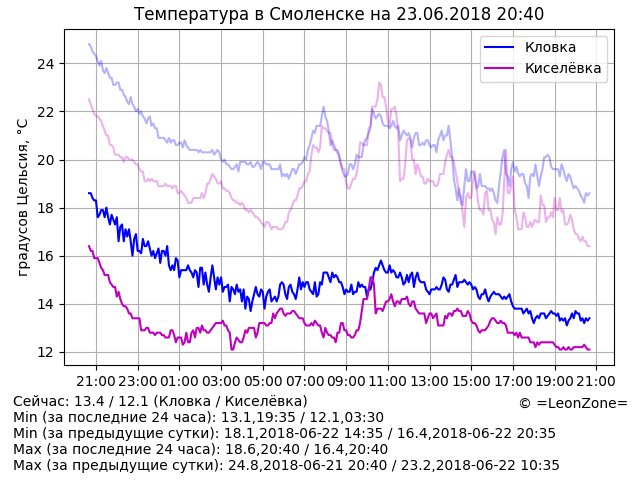 Температура в Смоленске на 23.06.2018 20:40
Кловка
Киселёвка
градусов Цельсия, °C
24
22
20
18
16
14
12
21:00 23:00 01:00 03:00 05:00 07:00 09:00 11:00 13:00 15:00 17:00 19:00 21:00
Сейчас: 13.4 / 12.1 (Кловка / Киселёвка)
© =LeonZone=
Min (за последние 24 часа): 13.1,19:35 / 12.1,03:30
Min (за предыдущие сутки): 18.1,2018-06-22 14:35 / 16.4,2018-06-22 20:35
Max (за последние 24 часа): 18.6,20:40 / 16.4,20:40
Max (за предыдущие сутки): 24.8,2018-06-21 20:40 / 23.2,2018-06-22 10:35